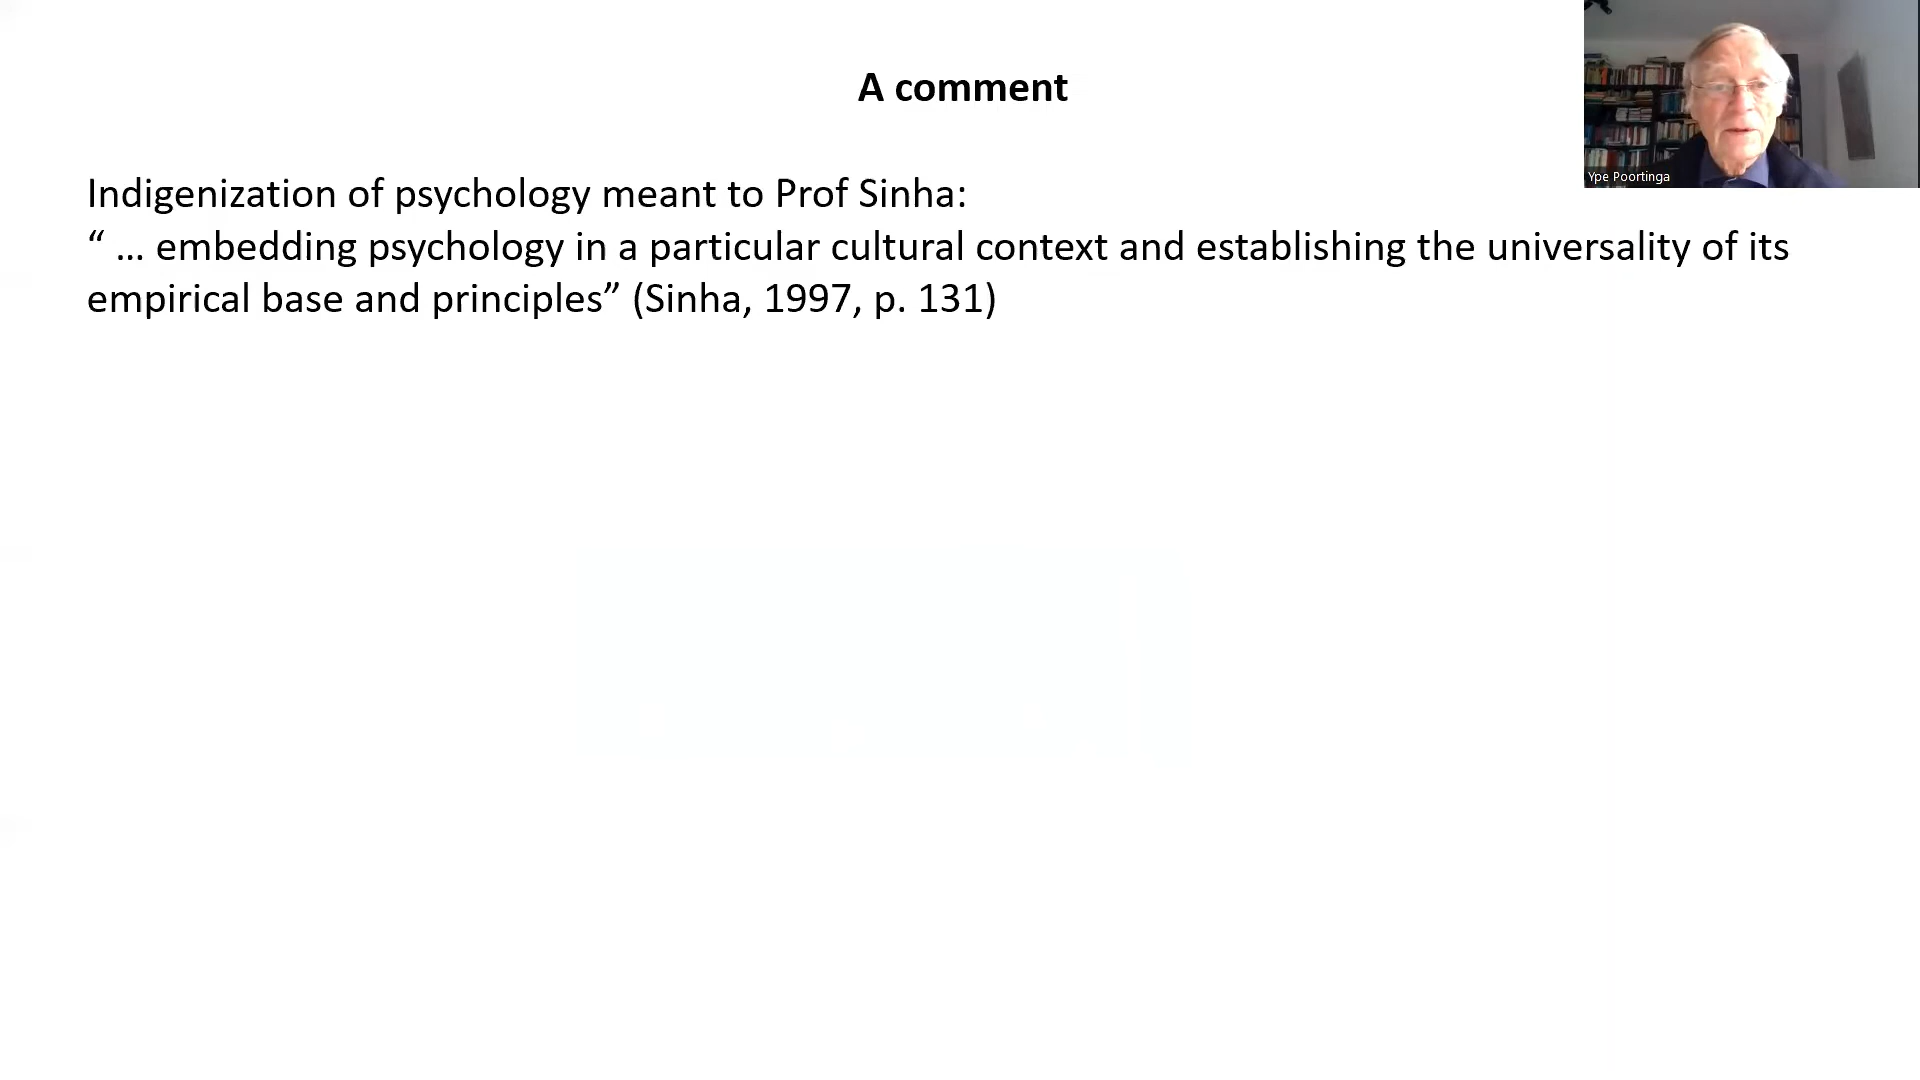 A comment
Indigenization of psychology meant to Prof Sinha:
“ … embedding psychology in a particular cultural context and establishing the universality of its
empirical base and principles” (Sinha, 1997, p. 131)
Ype Poortinga